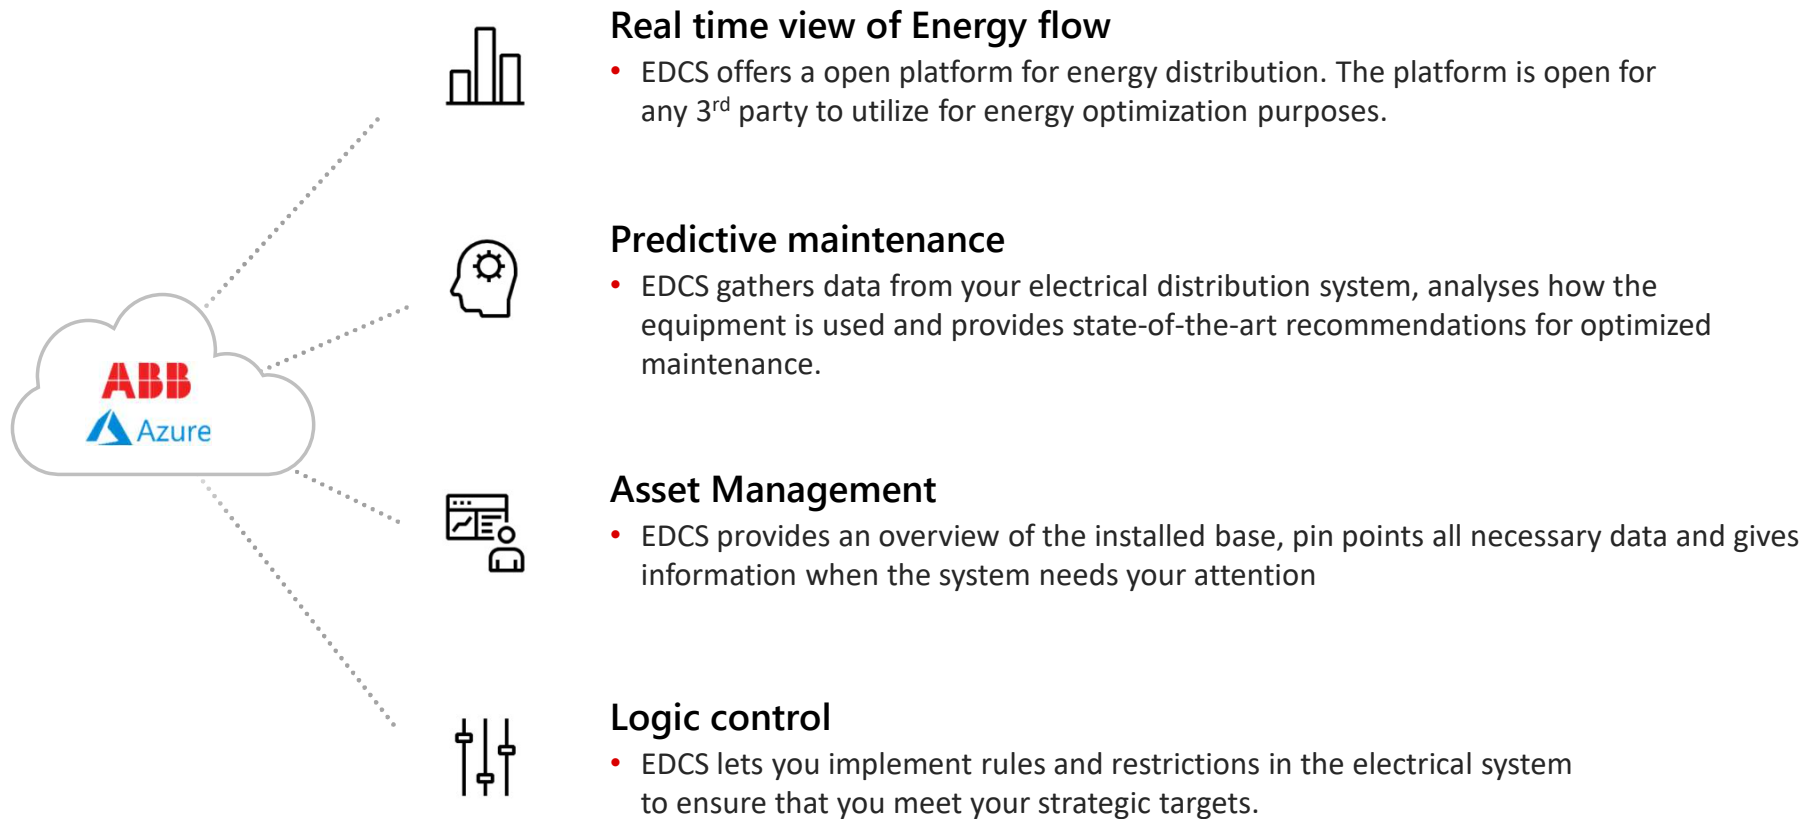 Real time view of Energy flow
• EDCS offers a open platform for energy distribution. The platform is open for
any 3rd party to utilize for energy optimization purposes.
Predictive maintenance
• EDCS gathers data from your electrical distribution system, analyses how the
equipment is used and provides state-of-the-art recommendations for optimized
maintenance.
ABB
Azure
Asset Management
• EDCS provides an overview of the installed base, pin points all necessary data and gives
information when the system needs your attention
Logic control
• EDCS lets you implement rules and restrictions in the electrical system
to ensure that you meet your strategic targets.